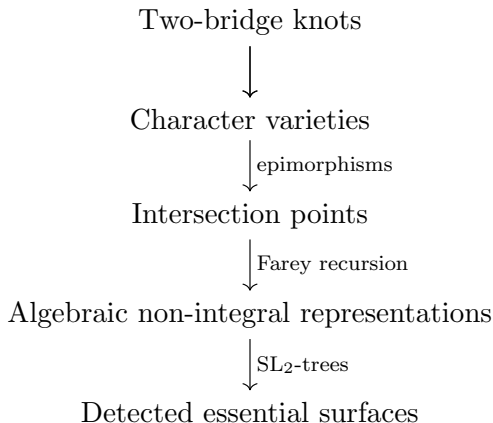 Two-bridge knots
Character varieties
epimorphisms
Intersection points
Farey recursion
Algebraic non-integral representations
SL₂-trees
Detected essential surfaces